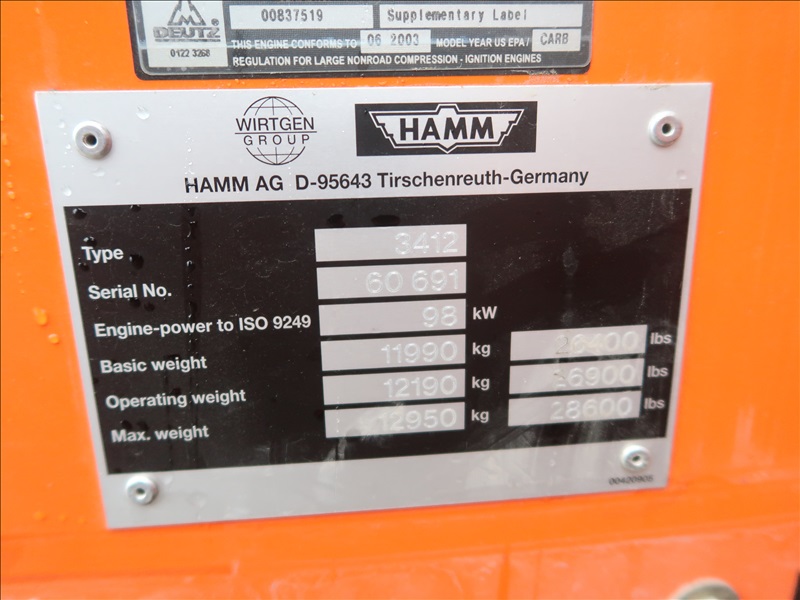 00837519 Supplementary Label
DEUTZ
0122 3268
THIS ENGINE CONFORMS TO 06 2003 MODEL YEAR US EPA / CARB
REGULATION FOR LARGE NONROAD COMPRESSION - IGNITION ENGINES
WIRTGEN
GROUP
HAMM
HAMM AG D-95643 Tirschenreuth-Germany
Type 3412
Serial No. 60 691
Engine-power to ISO 9249 98 kW
Basic weight 11990 kg 26400 lbs
Operating weight 12190 kg 26900 lbs
Max. weight 12950 kg 28600 lbs
00420905